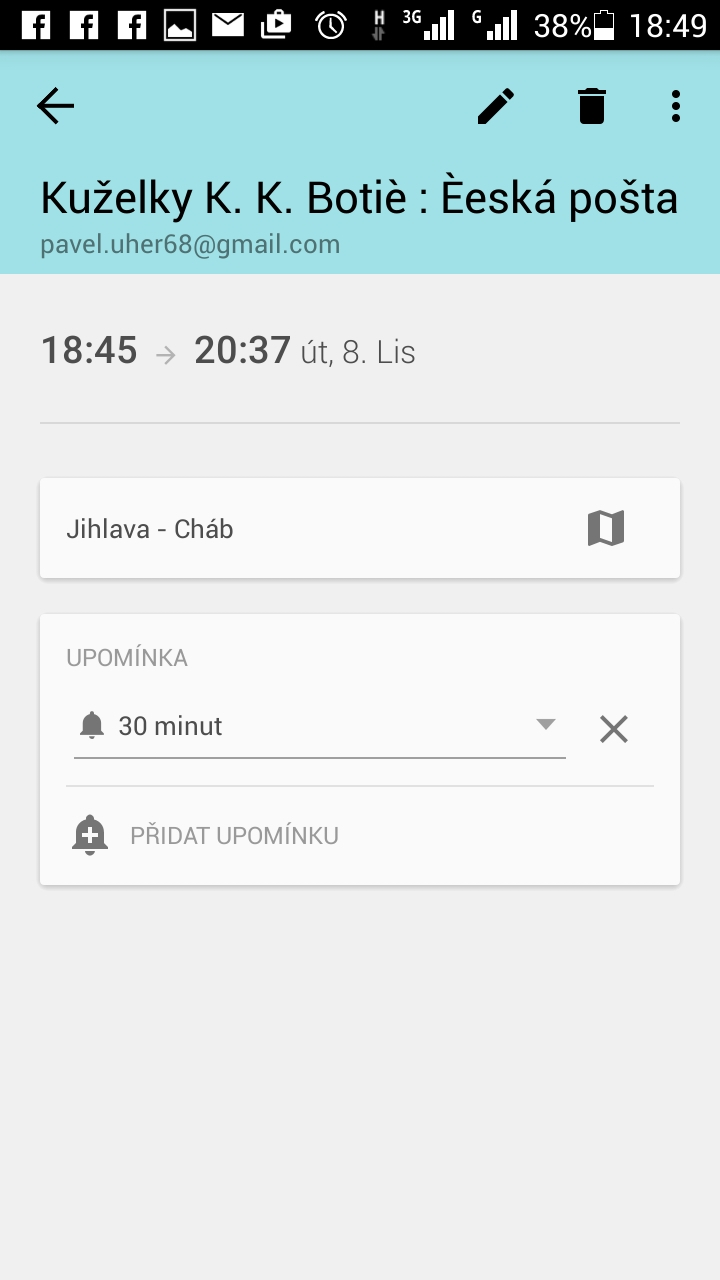 H 3G G 38% 18:49
Kuželky K. K. Botiè : Èeská pošta
pavel.uher68@gmail.com
18:45 → 20:37 út, 8. Lis
Jihlava - Cháb
UPOMÍNKA
30 minut
PŘIDAT UPOMÍNKU